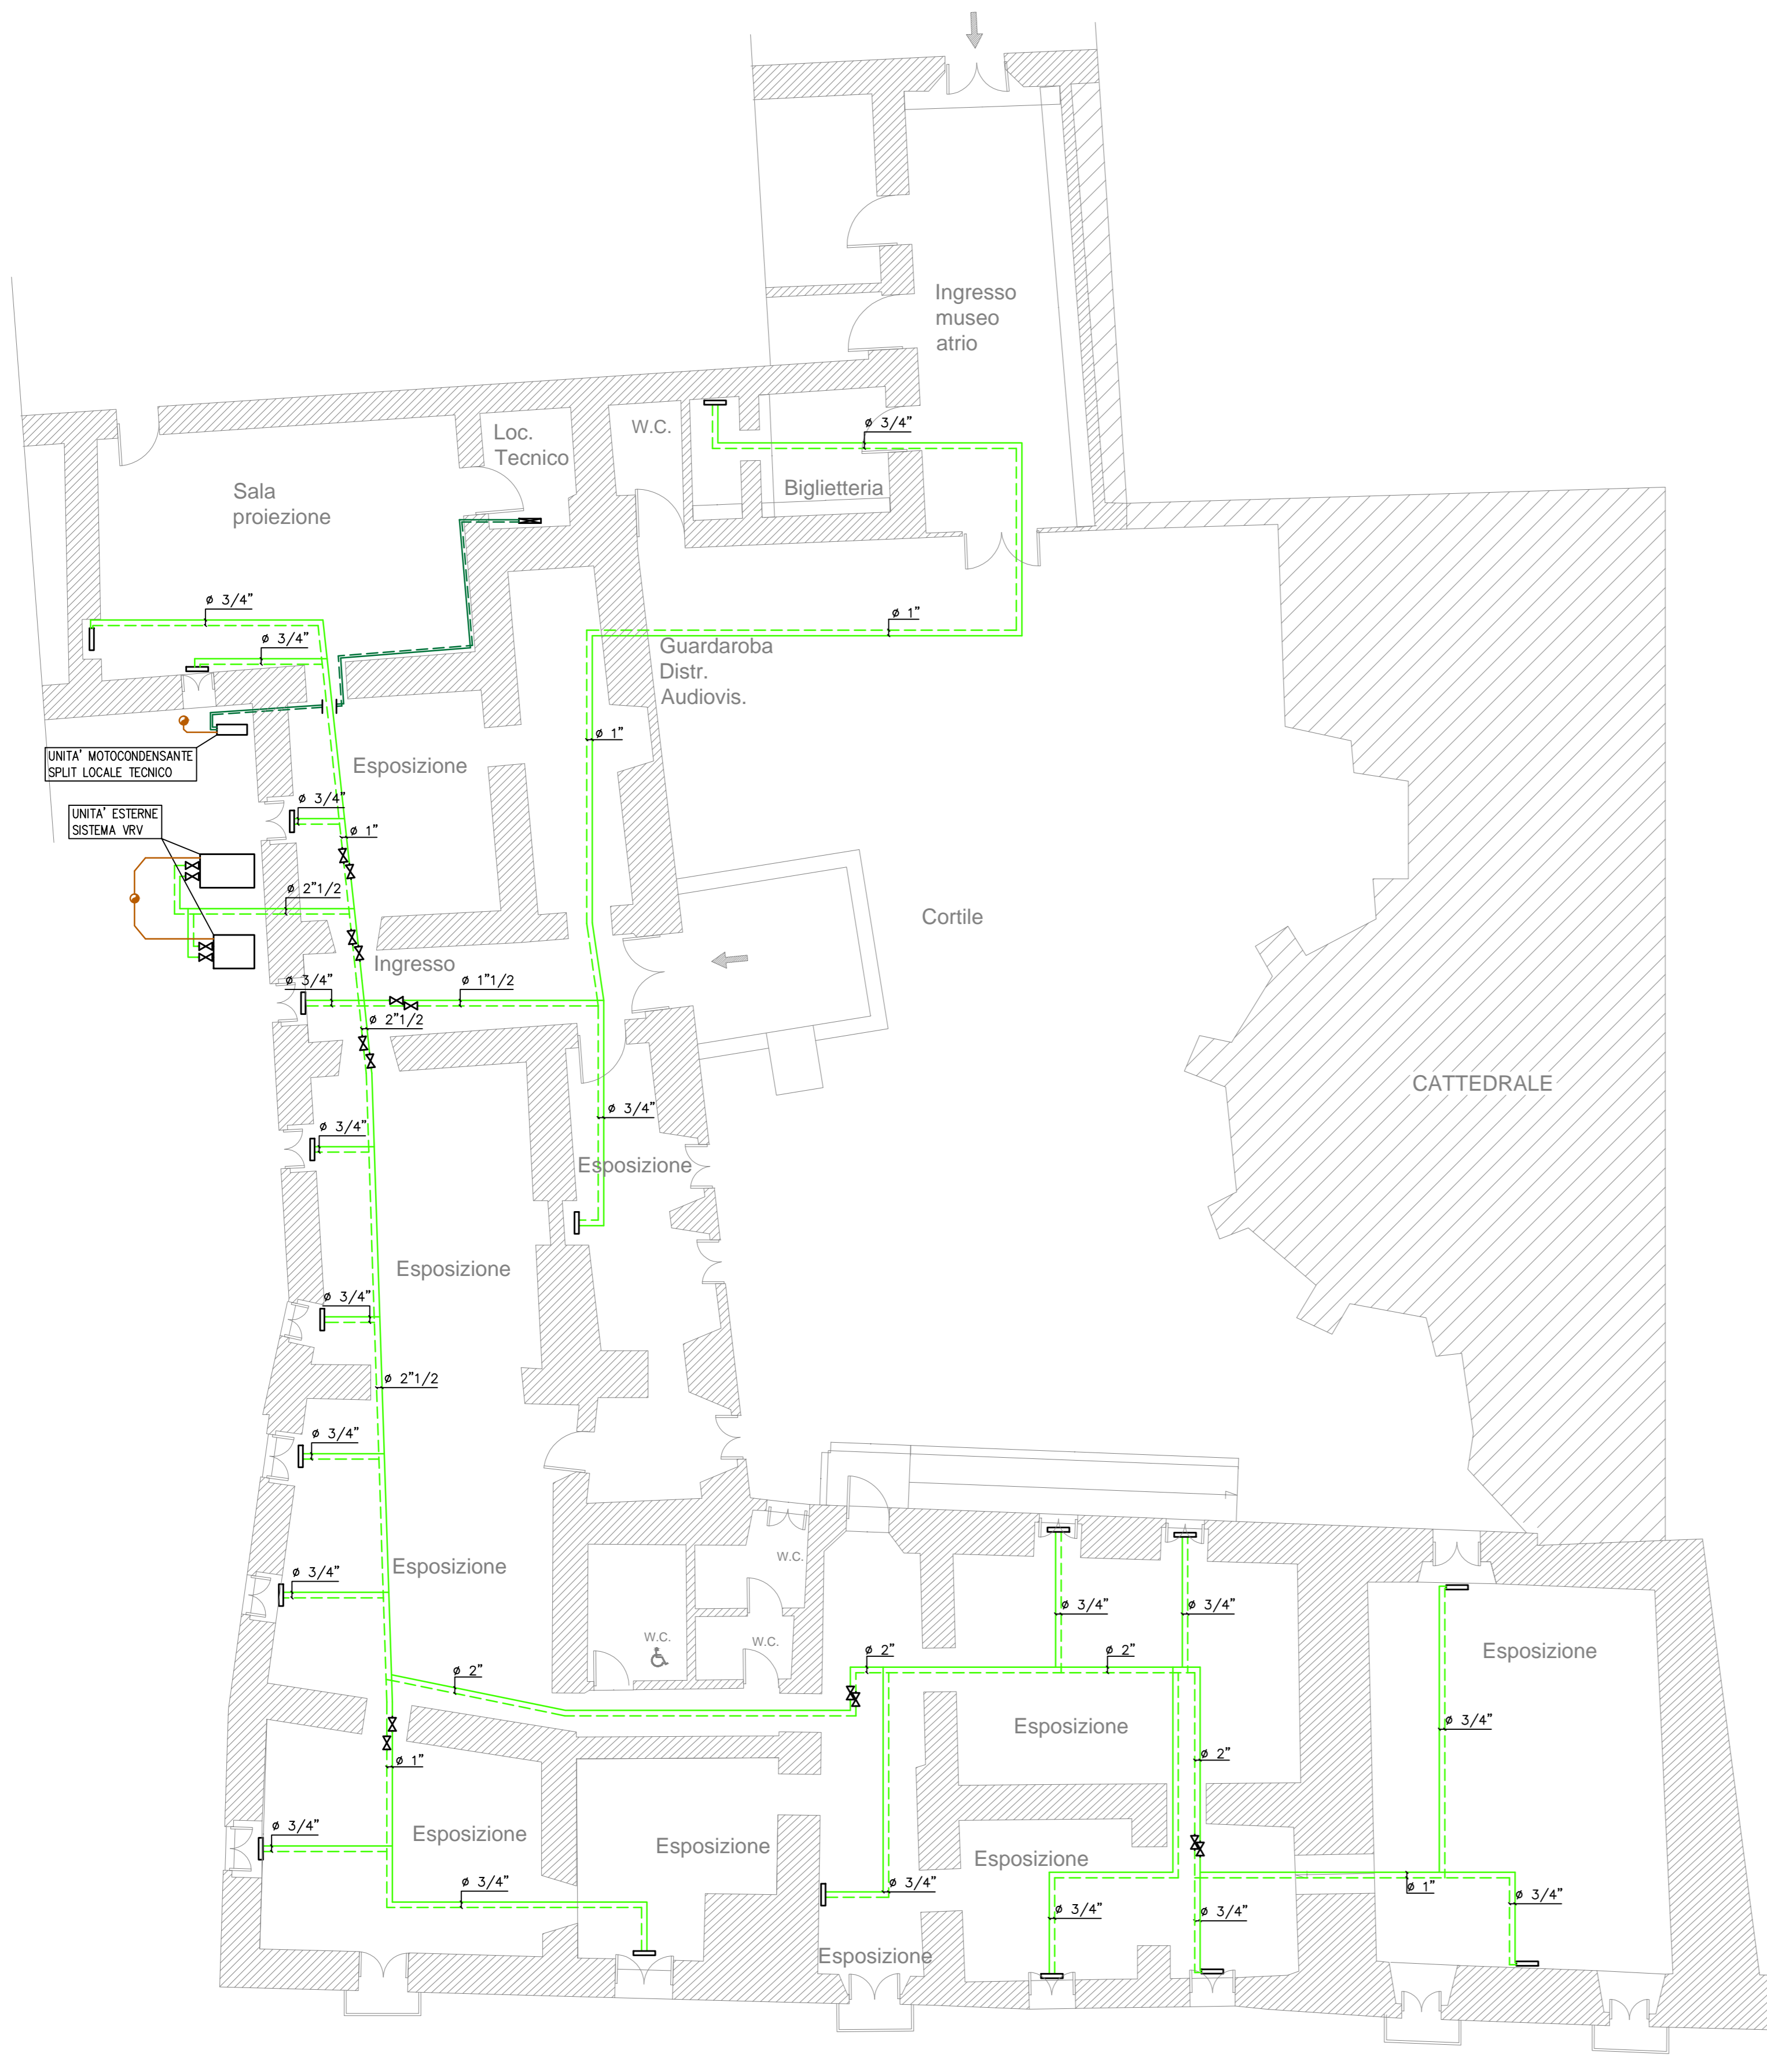 Ingresso
museo
atrio
ø 3/4"
Loc.
Tecnico
W.C.
Biglietteria
Sala
proiezione
ø 3/4"
ø 3/4"
ø 1"
Guardaroba
Distr.
Audiovis.
ø 1"
UNITA' MOTOCONDENSANTE
SPLIT LOCALE TECNICO
Esposizione
UNITA' ESTERNE
SISTEMA VRV
ø 3/4"
ø 1"
ø 2"1/2
Cortile
Ingresso
ø 3/4"
ø 1"1/2
ø 2"1/2
CATTEDRALE
ø 3/4"
ø 3/4"
Esposizione
Esposizione
ø 3/4"
ø 2"1/2
ø 3/4"
Esposizione
ø 3/4"
W.C.
W.C.
W.C.
ø 3/4"
ø 3/4"
ø 2"
ø 2"
ø 2"
Esposizione
Esposizione
ø 3/4"
ø 2"
ø 1"
Esposizione
ø 3/4"
Esposizione
Esposizione
ø 3/4"
ø 3/4"
ø 1"
ø 3/4"
ø 3/4"
ø 3/4"
Esposizione